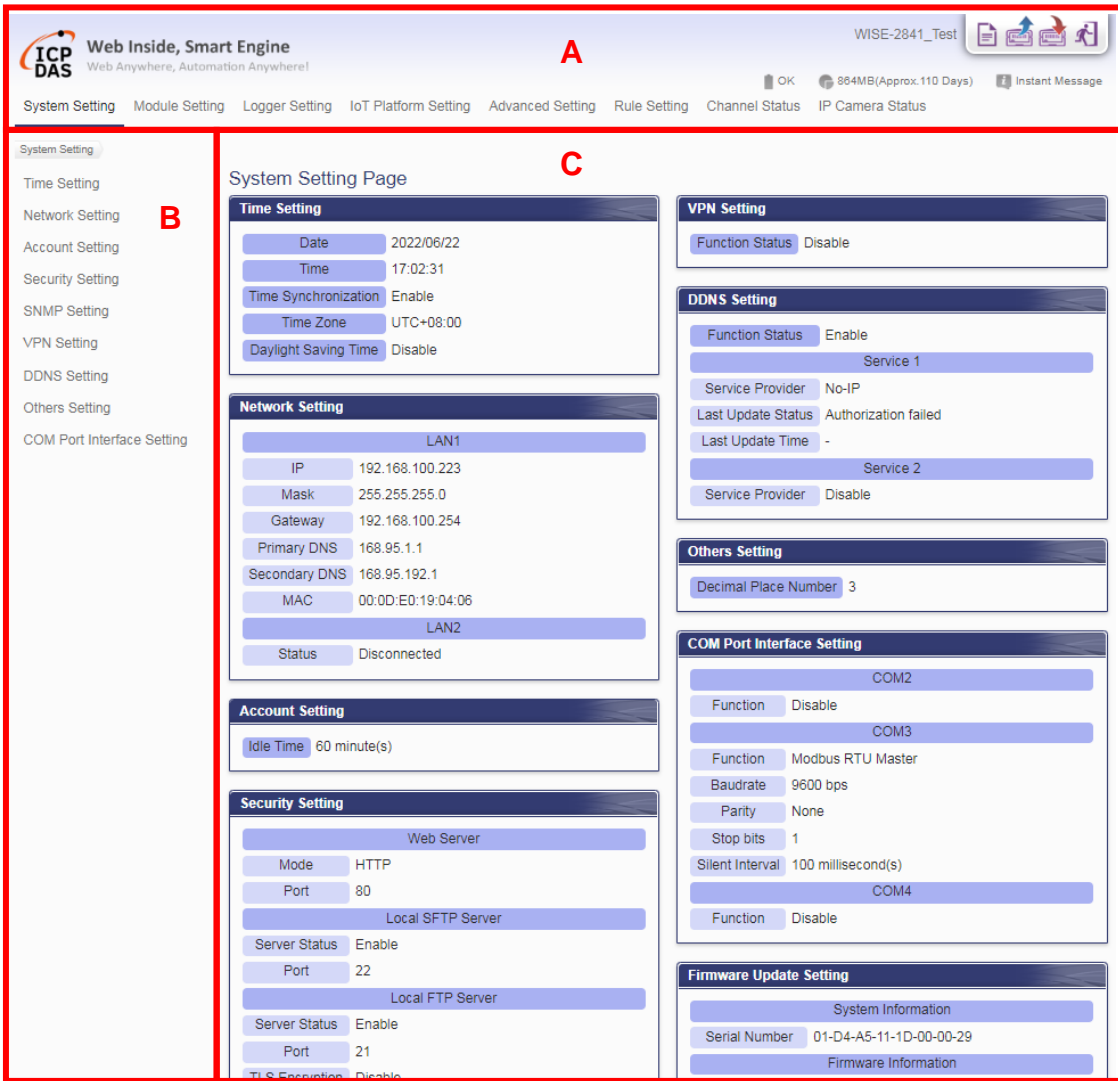 ICP DAS
Web Inside, Smart Engine
Web Anywhere, Automation Anywhere!
A
WISE-2841_Test
OK 864MB(Approx.110 Days) Instant Message
System Setting Module Setting Logger Setting IoT Platform Setting Advanced Setting Rule Setting Channel Status IP Camera Status
System Setting
Time Setting
Network Setting
B
Account Setting
Security Setting
SNMP Setting
VPN Setting
DDNS Setting
Others Setting
COM Port Interface Setting
C
System Setting Page
Time Setting
Date 2022/06/22
Time 17:02:31
Time Synchronization Enable
Time Zone UTC+08:00
Daylight Saving Time Disable
Network Setting
LAN1
IP 192.168.100.223
Mask 255.255.255.0
Gateway 192.168.100.254
Primary DNS 168.95.1.1
Secondary DNS 168.95.192.1
MAC 00:0D:E0:19:04:06
LAN2
Status Disconnected
Account Setting
Idle Time 60 minute(s)
Security Setting
Web Server
Mode HTTP
Port 80
Local SFTP Server
Server Status Enable
Port 22
Local FTP Server
Server Status Enable
Port 21
TLS Encryption Disable
VPN Setting
Function Status Disable
DDNS Setting
Function Status Enable
Service 1
Service Provider No-IP
Last Update Status Authorization failed
Last Update Time -
Service 2
Service Provider Disable
Others Setting
Decimal Place Number 3
COM Port Interface Setting
COM2
Function Disable
COM3
Function Modbus RTU Master
Baudrate 9600 bps
Parity None
Stop bits 1
Silent Interval 100 millisecond(s)
COM4
Function Disable
Firmware Update Setting
System Information
Serial Number 01-D4-A5-11-1D-00-00-29
Firmware Information